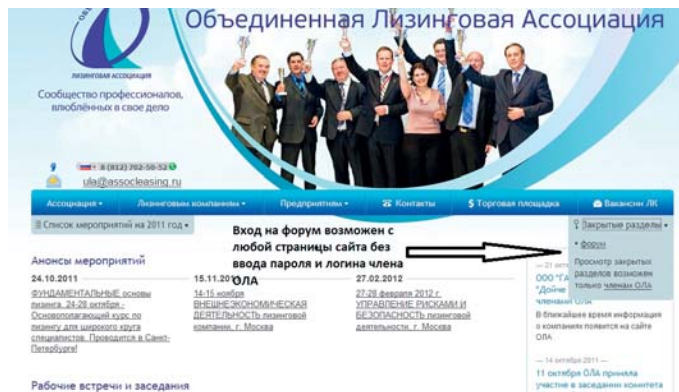 Объединенная Лизинговая Ассоциация
ЛИЗИНГОВАЯ АССОЦИАЦИЯ
Сообщество профессионалов,
влюблённых в свое дело
8 (812) 702-50-52
ula@assocleasing.ru
Ассоциация
Лизинговым компаниям
Предприятиям
Контакты
$ Торговая площадка
Вакансии ЛК
Список мероприятий на 2011 год
Вход на форум возможен с
любой страницы сайта без
ввода пароля и логина члена
ОЛА
Закрытые разделы
• форум
Просмотр закрытых
разделов возможен
только членам ОЛА
Анонсы мероприятий
24.10.2011
ФУНДАМЕНТАЛЬНЫЕ основы
лизинга. 24-28 октября -
Основополагающий курс по
лизингу для широкого круга
специалистов. Проводится в Санкт-
Петербурге!
15.11.2011
14-15 ноября
ВНЕШНЕЭКОНОМИЧЕСКАЯ
ДЕЯТЕЛЬНОСТЬ лизинговой
компании, г. Москва
27.02.2012
27-28 февраля 2012 г.
УПРАВЛЕНИЕ РИСКАМИ И
БЕЗОПАСНОСТЬ лизинговой
деятельности, г. Москва
— 21
ООО "ГА
"Дойче
членами ОЛА
В ближайшее время информация
о компаниях появится на сайте
ОЛА
— 14 октября 2011 —
11 октября ОЛА приняла
участие в заседании комитета
Рабочие встречи и заседания